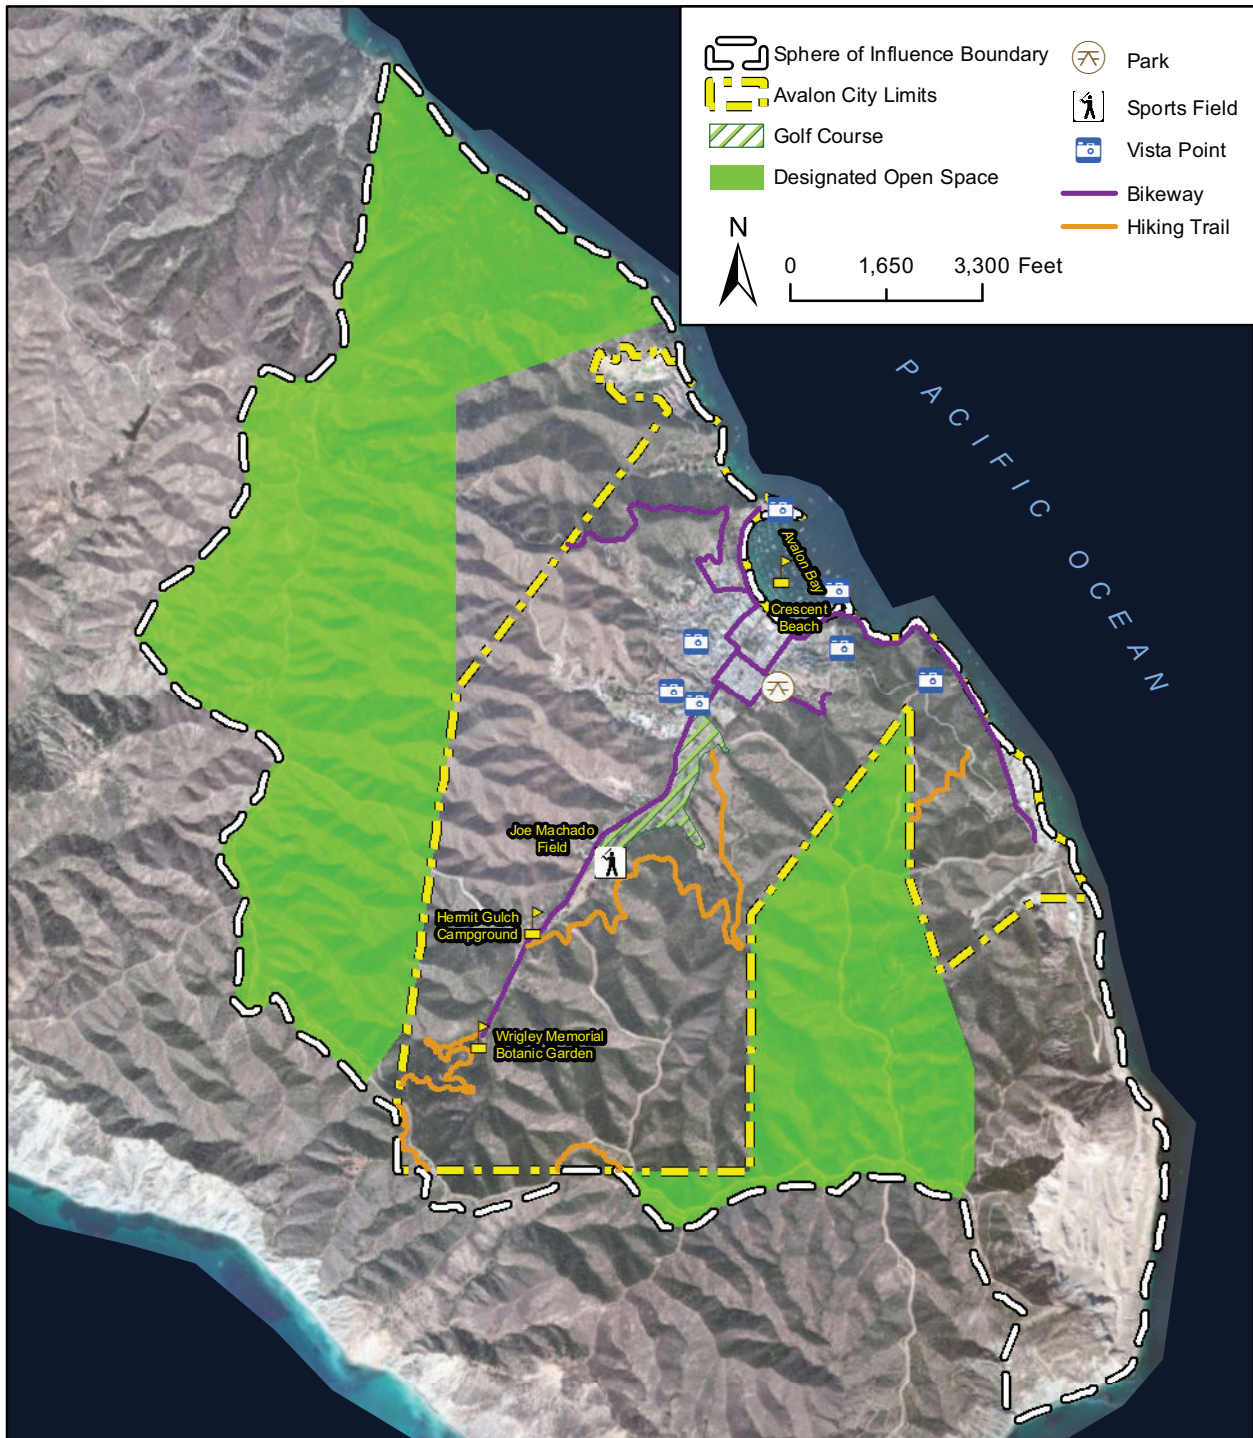 Sphere of Influence Boundary
Avalon City Limits
Golf Course
Designated Open Space
Park
Sports Field
Vista Point
Bikeway
Hiking Trail
N
0 1,650 3,300 Feet
PACIFIC OCEAN
Avalon Bay
Crescent
Beach
Joe Machado
Field
Hermit Gulch
Campground
Wrigley Memorial
Botanic Garden